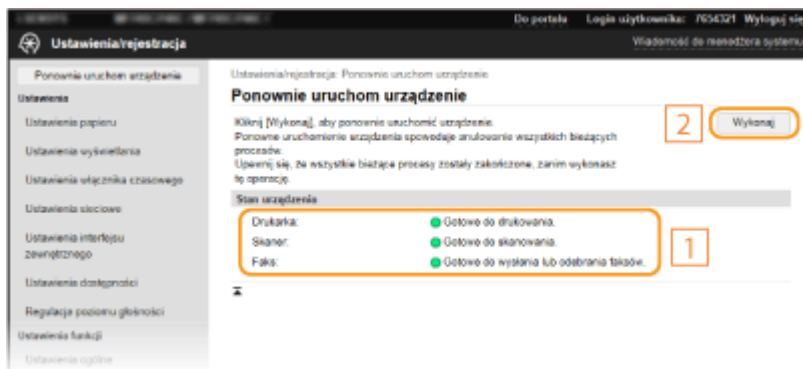 Do portalu Login użytkownika: 7654321 Wyloguj się
Ustawienia/rejestracja
Wiadomość do menedżera systemu
Ponownie uruchom urządzenie
Ustawienia
Ustawienia papieru
Ustawienia wyświetlania
Ustawienia włącznika czasowego
Ustawienia sieciowe
Ustawienia interfejsu
zewnętrznego
Ustawienia dostępności
Regulacja poziomu głośności
Ustawienia funkcji
Ustawienia ogólne
Ustawienia/rejestracja: Ponownie uruchom urządzenie
Ponownie uruchom urządzenie
Kliknij [Wykonaj], aby ponownie uruchomić urządzenie.
Ponowne uruchomienie urządzenia spowoduje anulowanie wszystkich bieżących
procesów.
Upewnij się, że wszystkie bieżące procesy zostały zakończone, zanim wykonasz
tę operację.
2
Wykonaj
Stan urządzenia
Drukarka: Gotowe do drukowania.
Skaner: Gotowe do skanowania.
Faks: Gotowe do wysłania lub odebrania faksów.
1